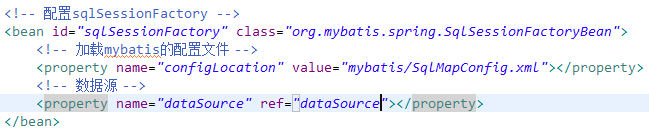 <!-- 配置sqlSessionFactory -->
<bean id="sqlSessionFactory" class="org.mybatis.spring.SqlSessionFactoryBean">
<!-- 加载mybatis的配置文件 -->
<property name="configLocation" value="mybatis/SqlMapConfig.xml"></property>
<!-- 数据源 -->
<property name="dataSource" ref="dataSource"></property>
</bean>